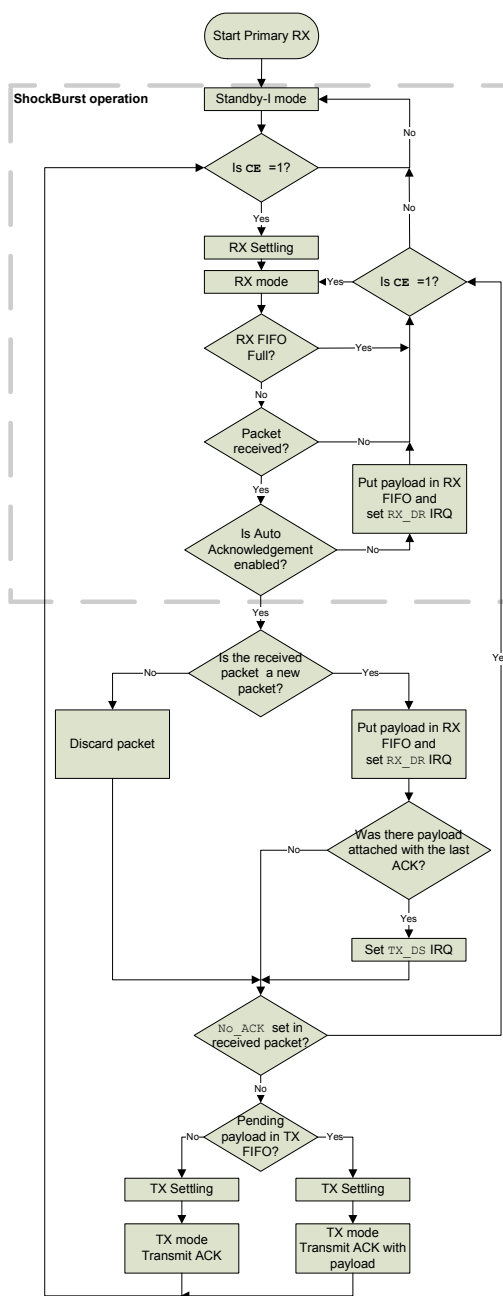 Start Primary RX
ShockBurst operation
Standby-I mode
No
Is CE =1?
No
Yes
RX Settling
RX mode
Yes
Is CE =1?
RX FIFO
Full?
Yes
No
Packet
received?
No
Yes
Put payload in RX
FIFO and
set RX_DR IRQ
Is Auto
Acknowledgement
enabled?
No
Yes
Is the received
packet a new
packet?
No
Yes
Ye
Discard packet
Put payload in RX
FIFO and
set RX_DR IRQ
Was there payload
attached with the last
ACK?
No
Yes
Set TX_DS IRQ
No_ACK set in
received packet?
No
Pending
payload in TX
FIFO?
No
Yes
TX Settling
TX Settling
TX mode
Transmit ACK
TX mode
Transmit ACK with
payload